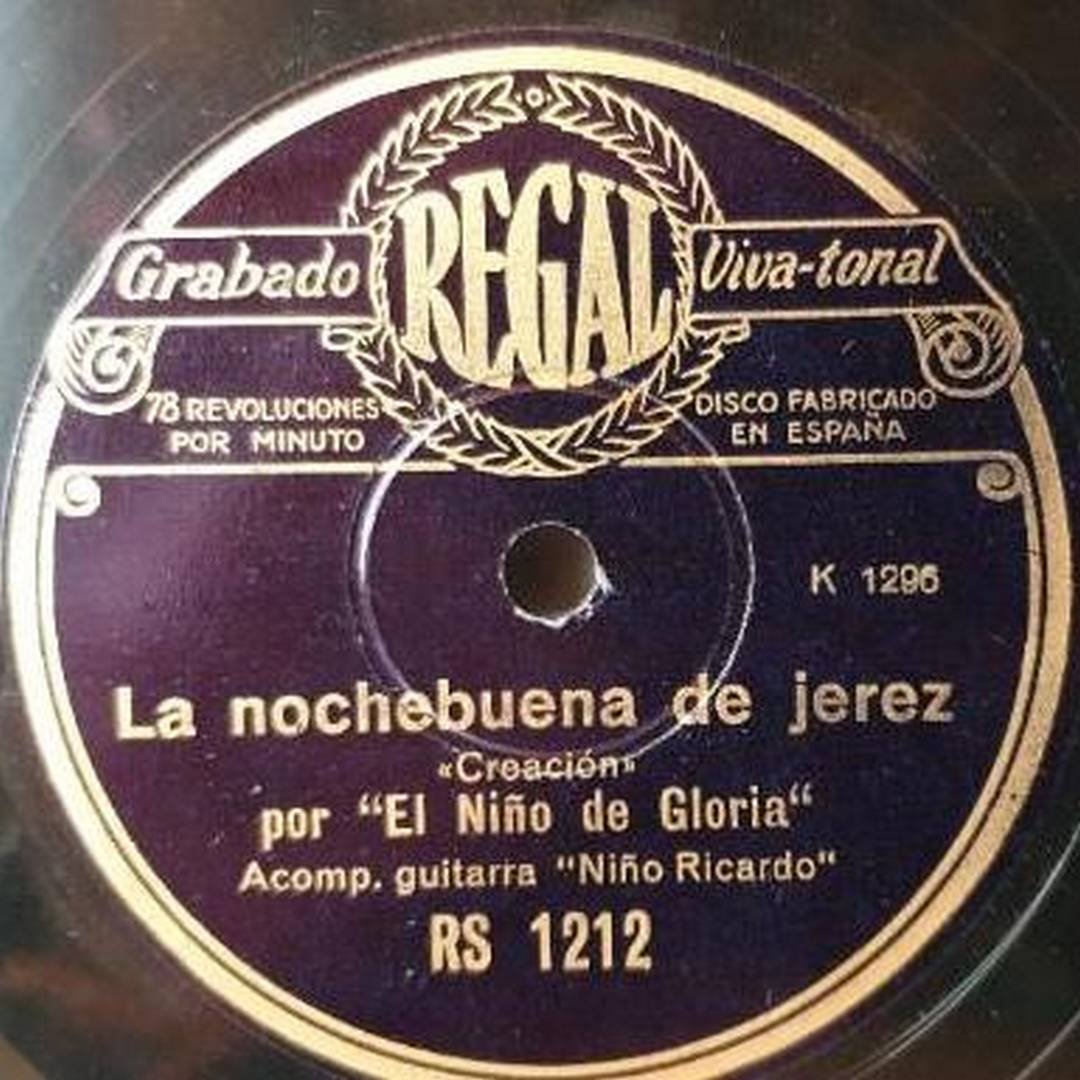 REGAL
Grabado Viva-tonal
78 REVOLUCIONES
POR MINUTO
DISCO FABRICADO
EN ESPAÑA
K 1296
La nochebuena de jerez
«Creación»
por “El Niño de Gloria“
Acomp. guitarra “Niño Ricardo“
RS 1212